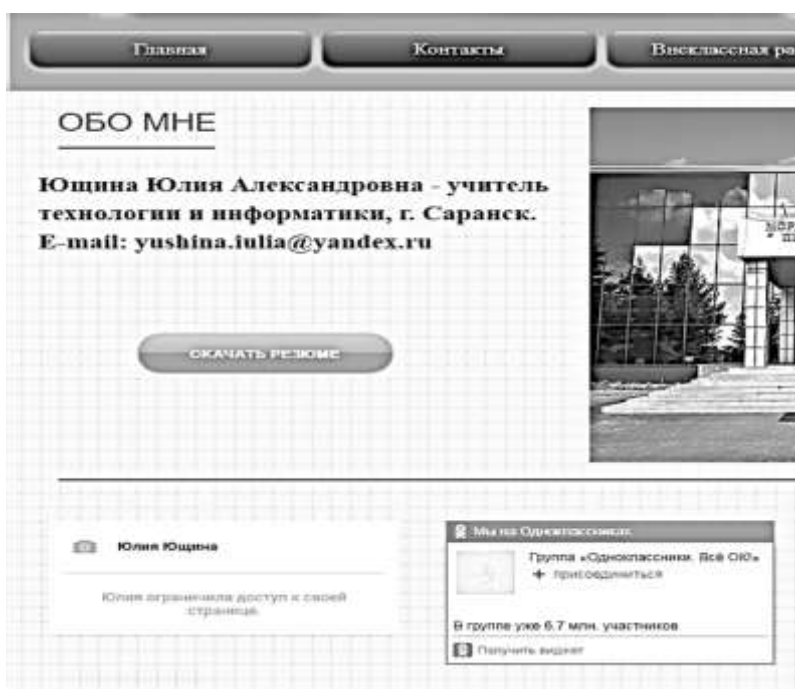 Главная
Контакты
Внеклассная ра
ОБО МНЕ
Ющина Юлия Александровна - учитель
технологии и информатики, г. Саранск.
E-mail: yushina.iulia@yandex.ru
СКАЧАТЬ РЕЗЮМЕ
Юлия Ющина
Юлия ограничила доступ к своей
странице.
Мы на Одноклассниках
Группа «Одноклассники. Всё ОК!»
+ присоединиться
В группе уже 6.7 млн. участников
Получить виджет